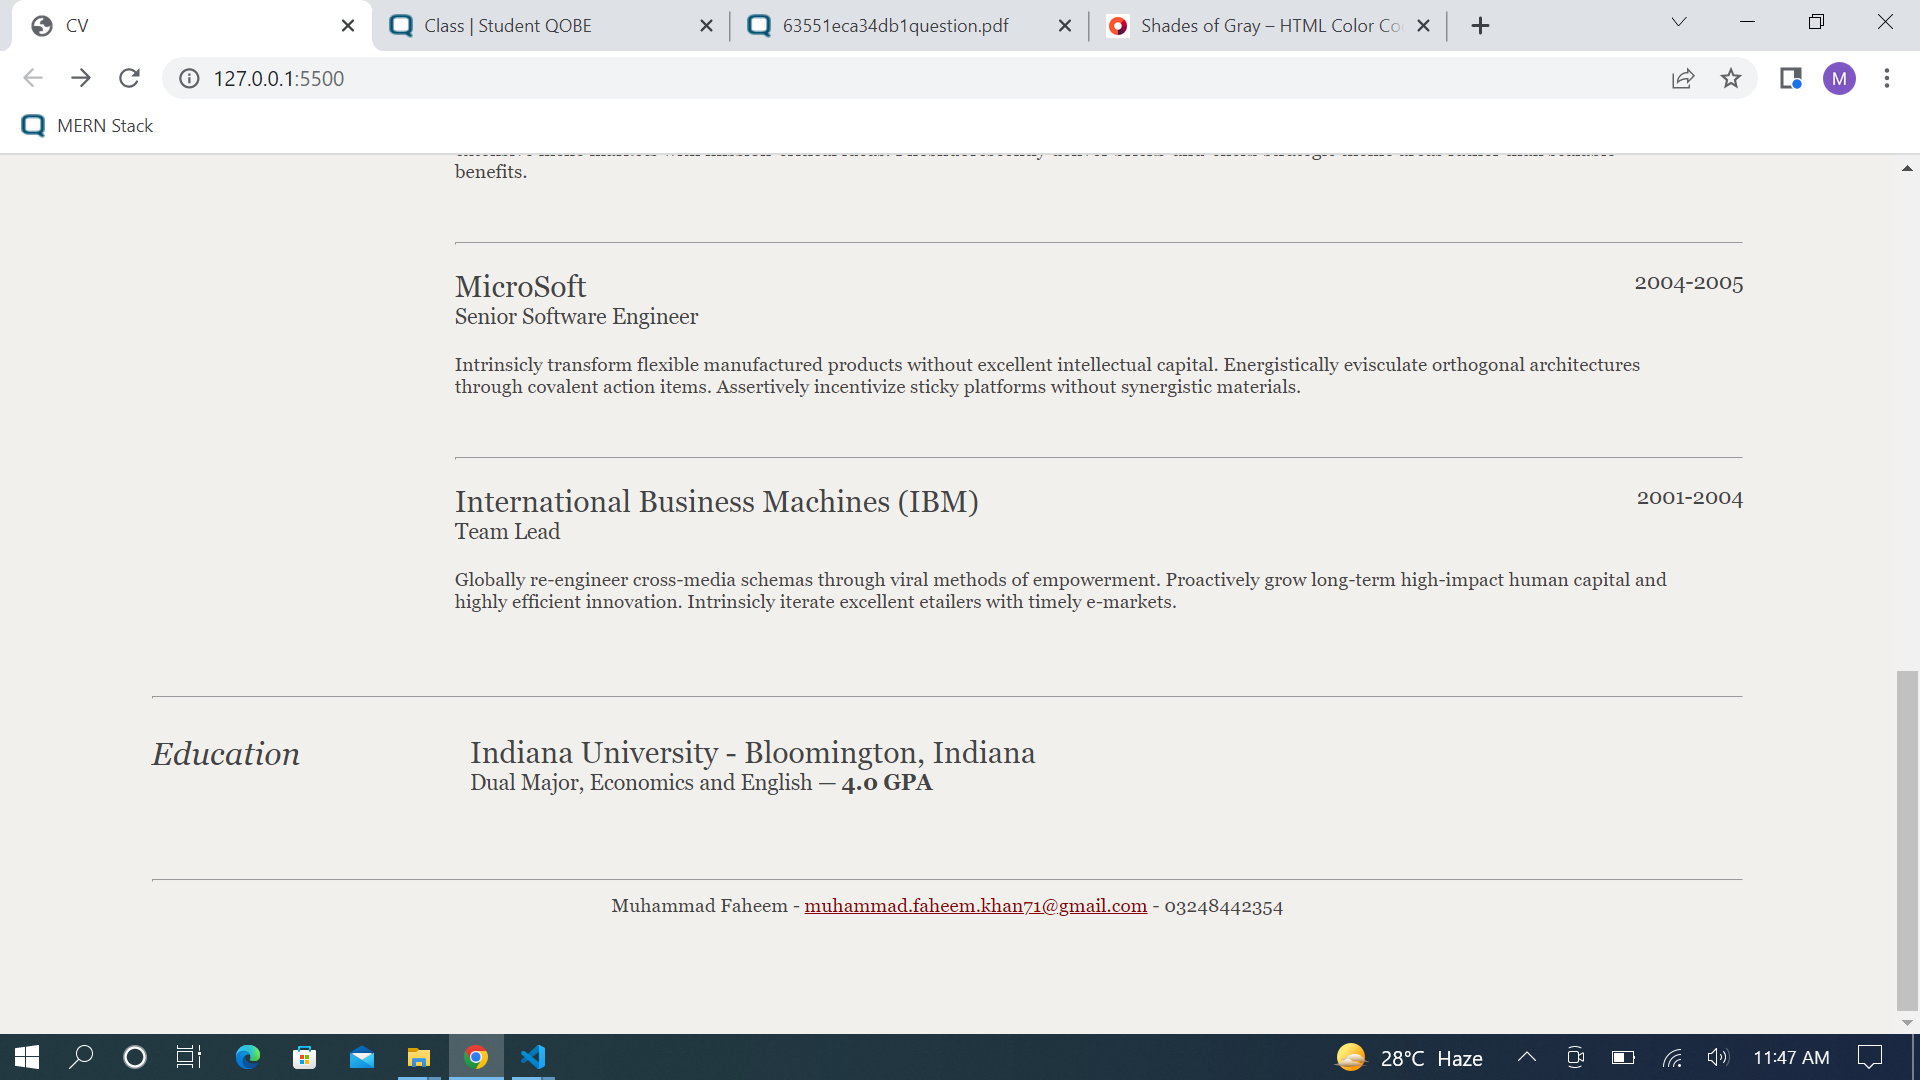 CV
Class | Student QOBE
63551eca34db1question.pdf
Shades of Gray – HTML Color Co
127.0.0.1:5500
M
MERN Stack
benefits.
MicroSoft
2004-2005
Senior Software Engineer
Intrinsicly transform flexible manufactured products without excellent intellectual capital. Energistically evisculate orthogonal architectures
through covalent action items. Assertively incentivize sticky platforms without synergistic materials.
International Business Machines (IBM)
2001-2004
Team Lead
Globally re-engineer cross-media schemas through viral methods of empowerment. Proactively grow long-term high-impact human capital and
highly efficient innovation. Intrinsicly iterate excellent etailers with timely e-markets.
Education
Indiana University - Bloomington, Indiana
Dual Major, Economics and English — 4.0 GPA
Muhammad Faheem - muhammad.faheem.khan71@gmail.com - 03248442354
28°C Haze
11:47 AM